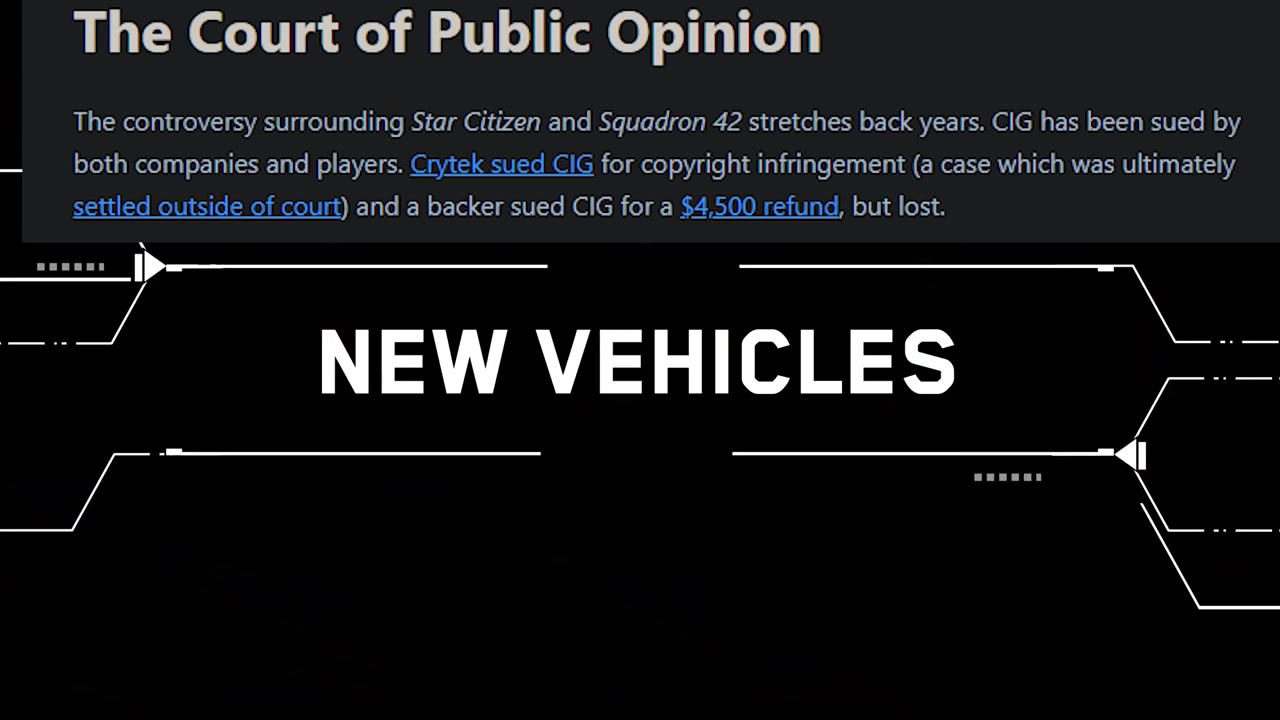 The Court of Public Opinion
The controversy surrounding Star Citizen and Squadron 42 stretches back years. CIG has been sued by
both companies and players. Crytek sued CIG for copyright infringement (a case which was ultimately
settled outside of court) and a backer sued CIG for a $4,500 refund, but lost.
NEW VEHICLES